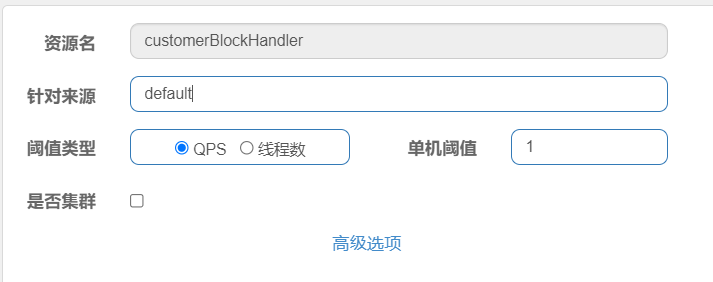 资源名 customerBlockHandler
针对来源 default
阈值类型 QPS 线程数 单机阈值 1
是否集群
高级选项